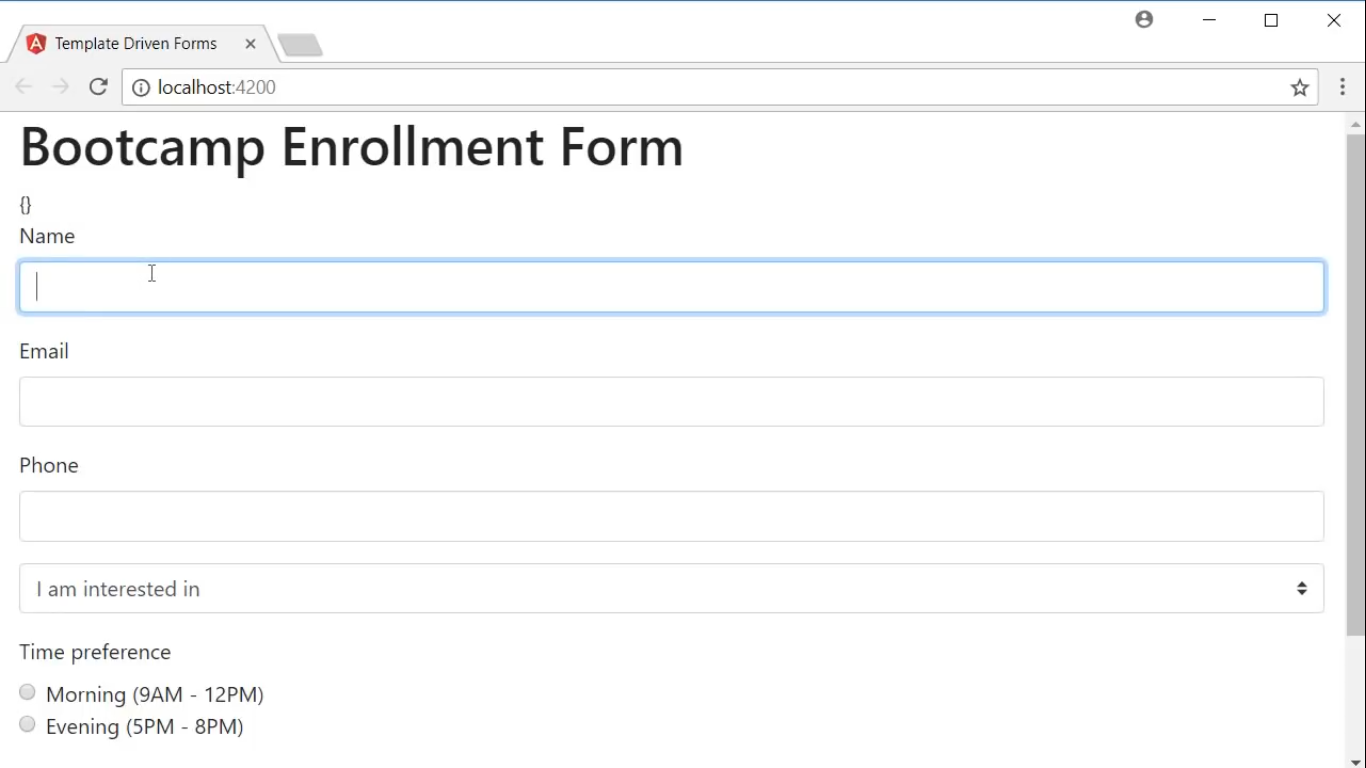 Template Driven Forms
localhost:4200
Bootcamp Enrollment Form
{}
Name
Email
Phone
I am interested in
Time preference
Morning (9AM - 12PM)
Evening (5PM - 8PM)